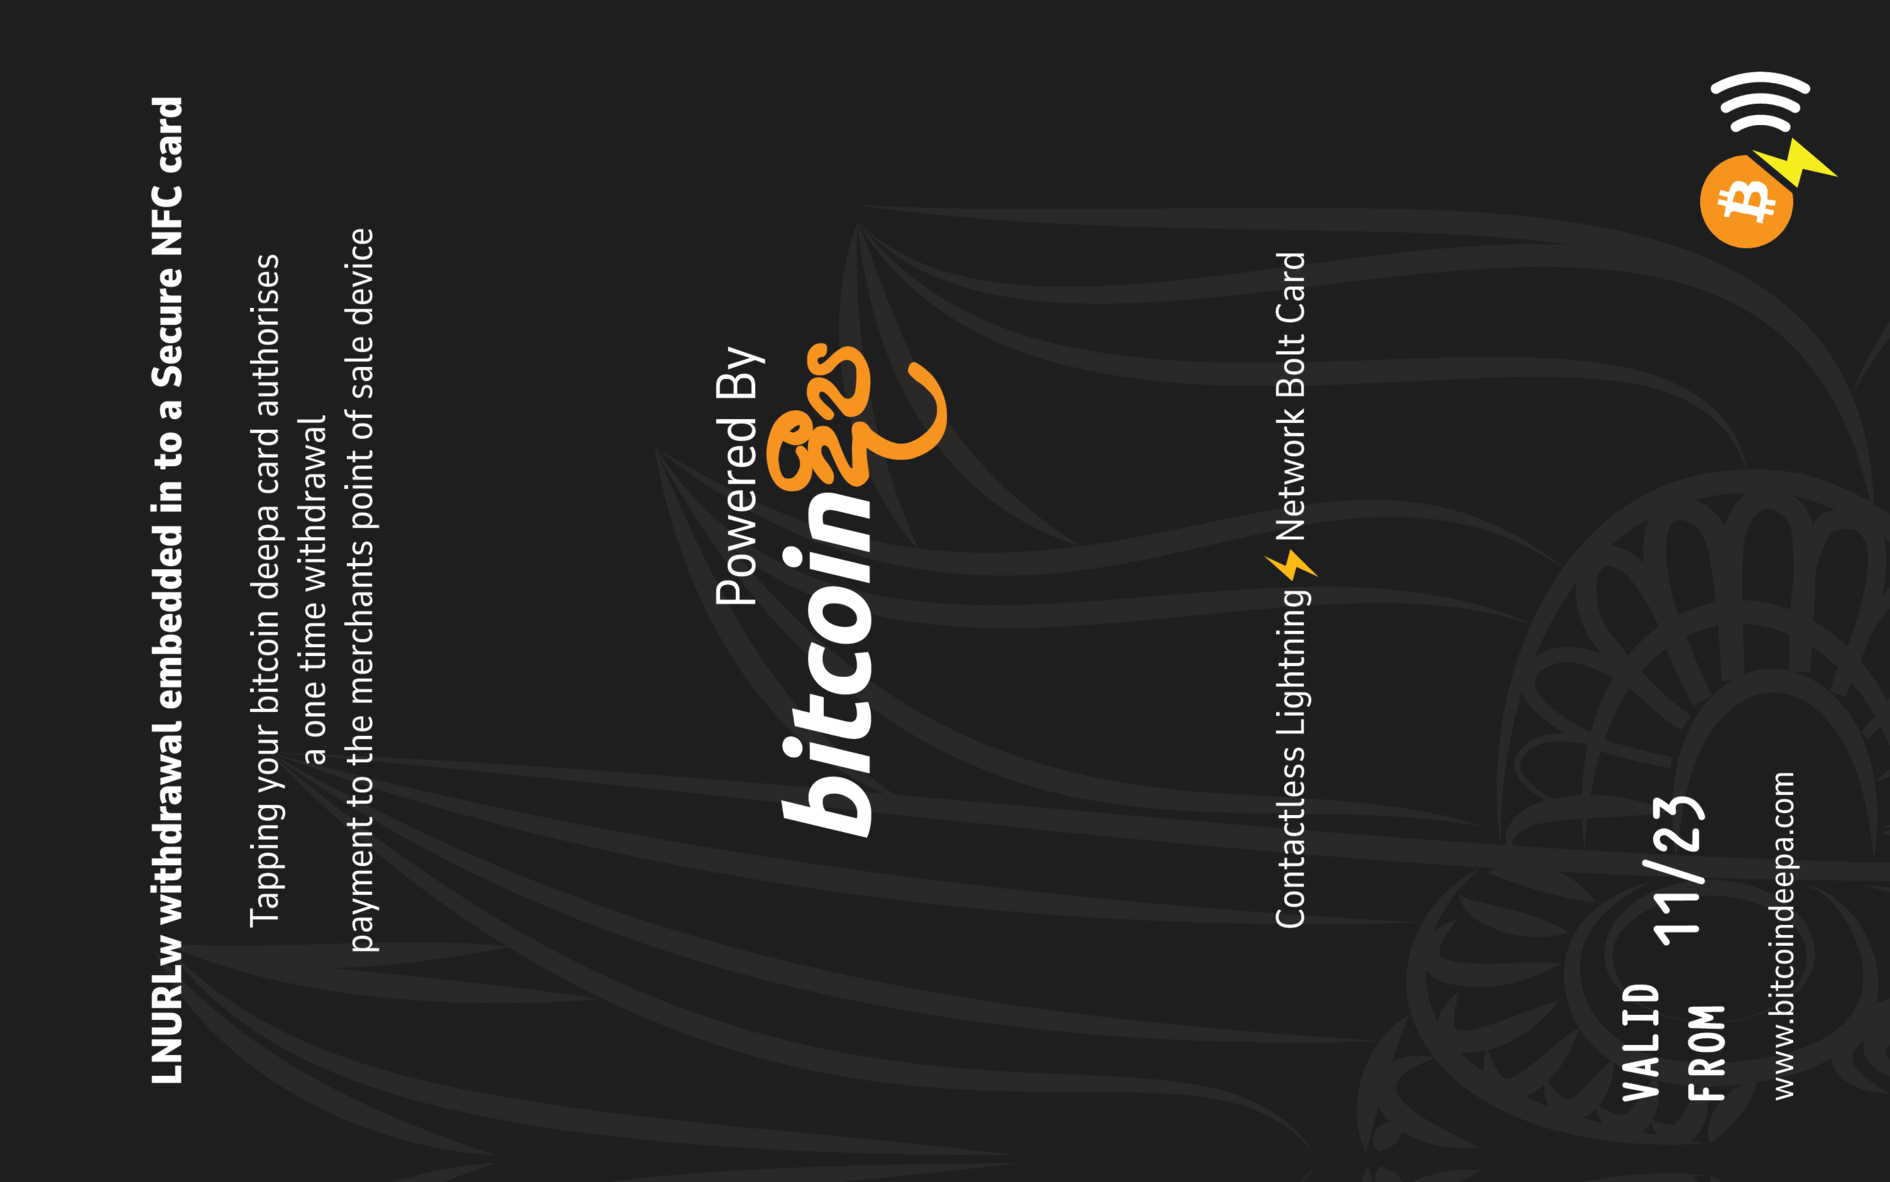 LNURLw withdrawal embedded in to a Secure NFC card
Tapping your bitcoin deepa card authorises
a one time withdrawal
payment to the merchants point of sale device
Powered By
bitcoin දීප
Contactless Lightning ⚡ Network Bolt Card
VALID
FROM 11/23
www.bitcoindeepa.com